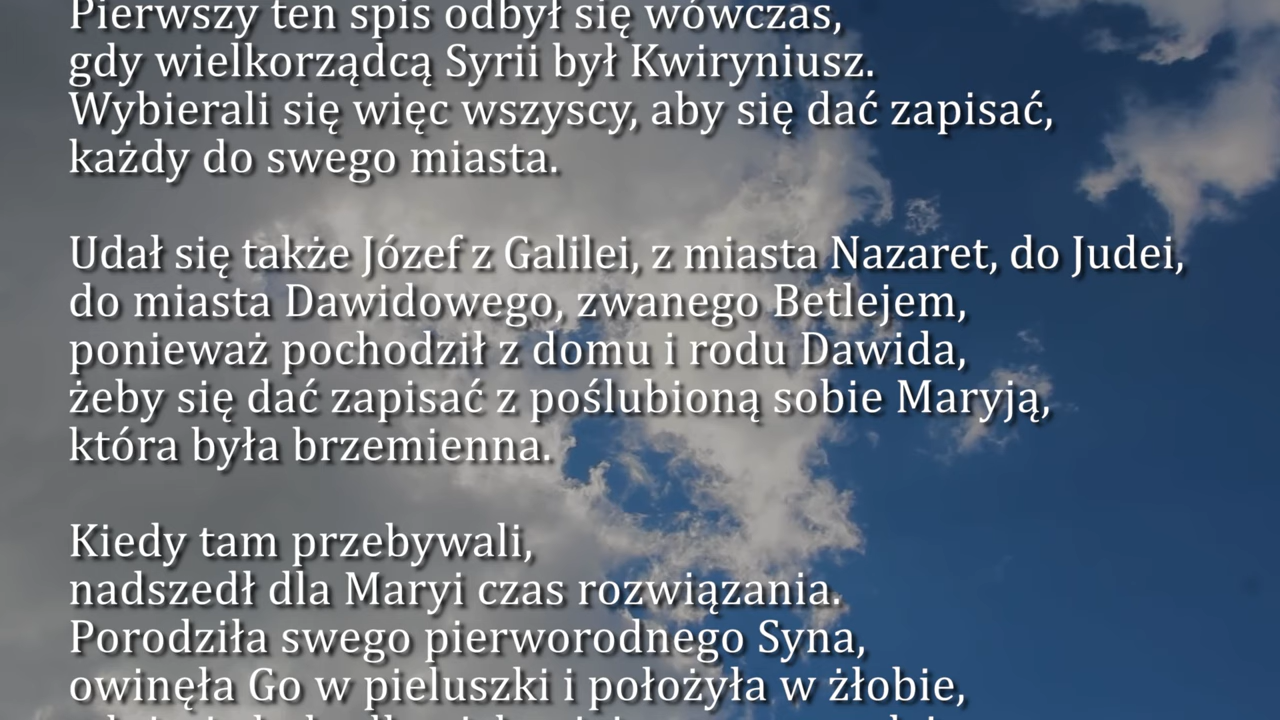 Pierwszy ten spis odbył się wówczas,
gdy wielkorządcą Syrii był Kwiryniusz.
Wybierali się więc wszyscy, aby się dać zapisać,
każdy do swego miasta.
Udał się także Józef z Galilei, z miasta Nazaret, do Judei,
do miasta Dawidowego, zwanego Betlejem,
ponieważ pochodził z domu i rodu Dawida,
żeby się dać zapisać z poślubioną sobie Maryją,
która była brzemienna.
Kiedy tam przebywali,
nadszedł dla Maryi czas rozwiązania.
Porodziła swego pierworodnego Syna,
owinęła Go w pieluszki i położyła w żłobie,